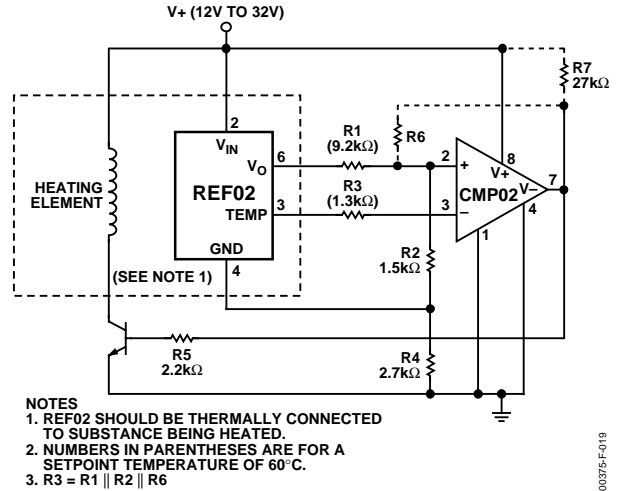 V+ (12V TO 32V)
R7
27kΩ
2
VIN
R1
(9.2kΩ)
R6
VO
6
2
+
8
V+
7
HEATING
ELEMENT
REF02
R3
(1.3kΩ)
CMP02
V–
TEMP
3
3
–
4
GND
1
R2
1.5kΩ
(SEE NOTE 1)
4
R5
2.2kΩ
R4
2.7kΩ
NOTES
1. REF02 SHOULD BE THERMALLY CONNECTED
TO SUBSTANCE BEING HEATED.
2. NUMBERS IN PARENTHESES ARE FOR A
SETPOINT TEMPERATURE OF 60°C.
3. R3 = R1 || R2 || R6
00375-F-019